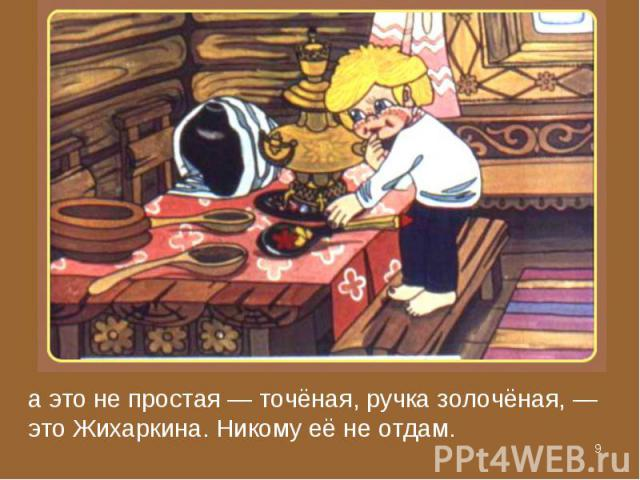 а это не простая — точёная, ручка золочёная, —
это Жихаркина. Никому её не отдам.
9
PPt4WEB.ru